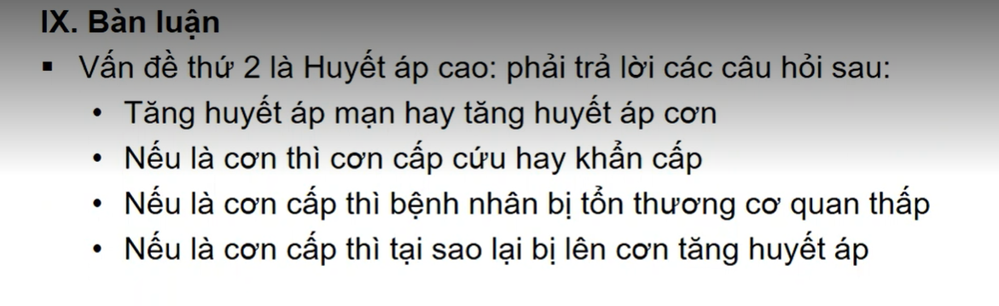 IX. Bàn luận
▪ Vấn đề thứ 2 là Huyết áp cao: phải trả lời các câu hỏi sau:
• Tăng huyết áp mạn hay tăng huyết áp cơn
• Nếu là cơn thì cơn cấp cứu hay khẩn cấp
• Nếu là cơn cấp thì bệnh nhân bị tổn thương cơ quan thấp
• Nếu là cơn cấp thì tại sao lại bị lên cơn tăng huyết áp